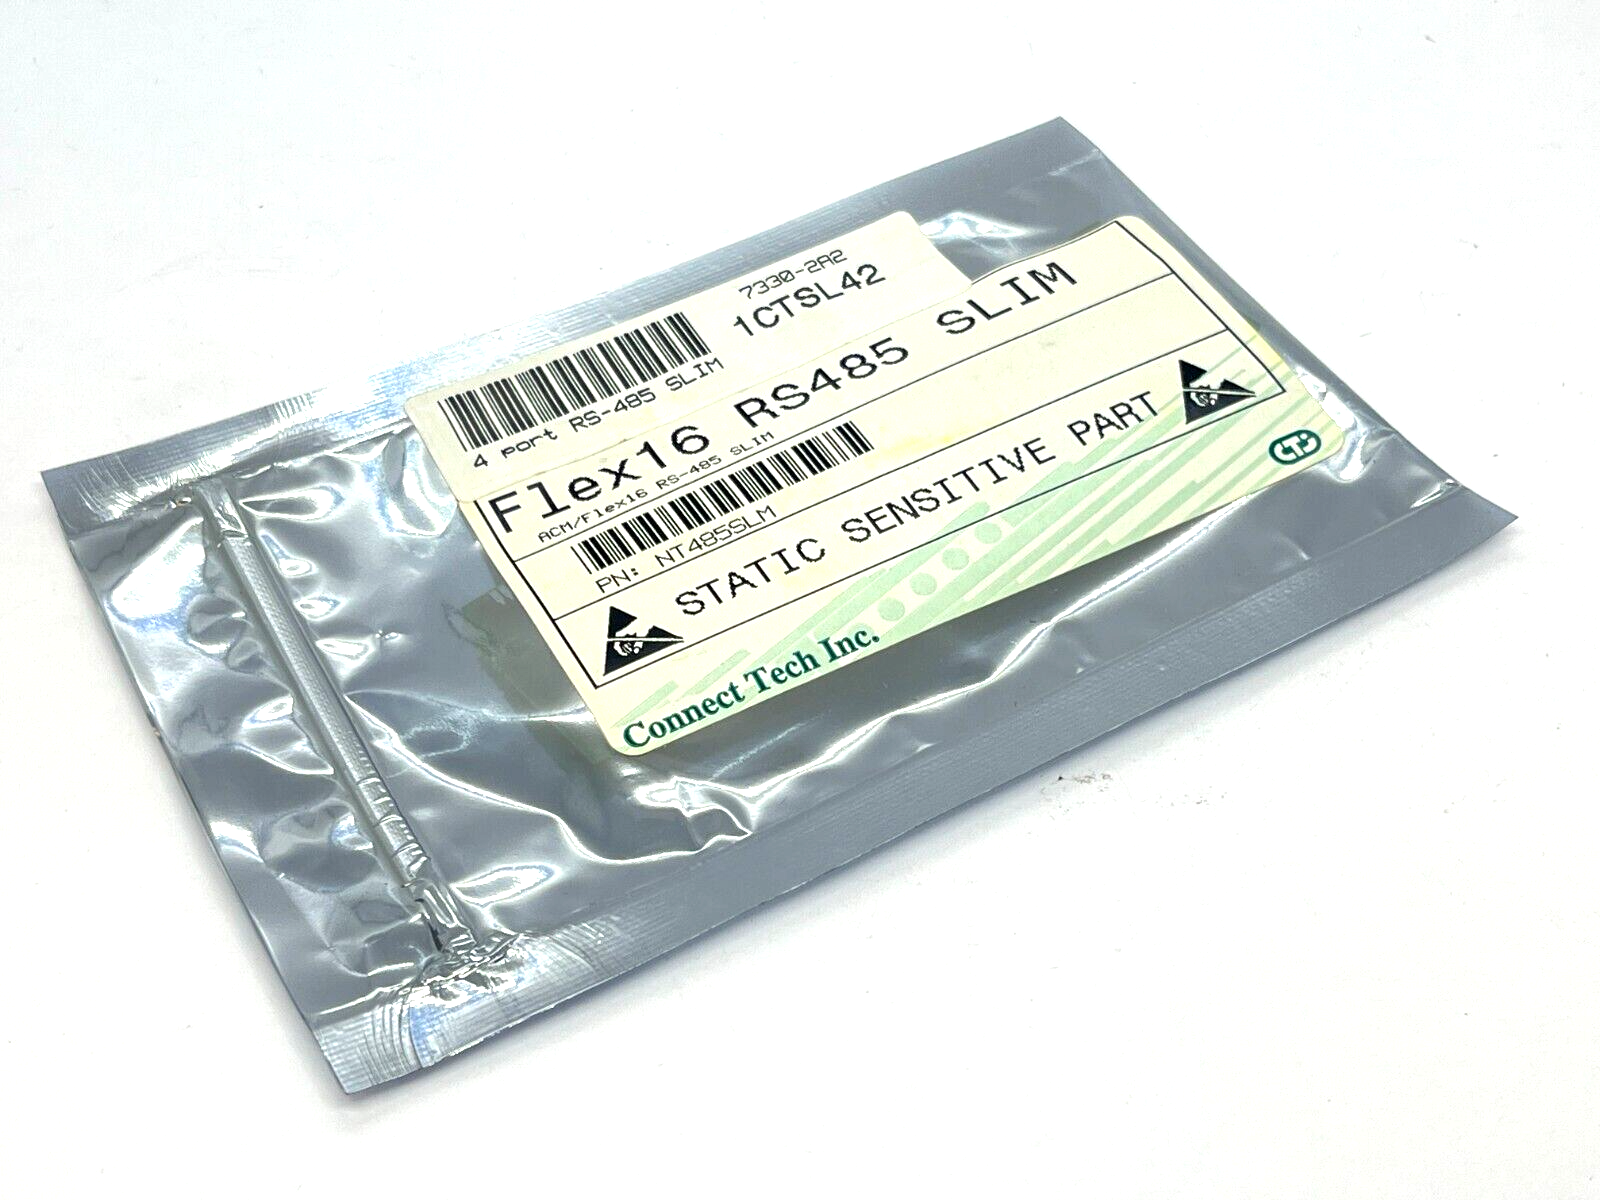 7330-2A2
1CTSL42
4 port RS-485 SLIM
Flex16 RS485 SLIM
ACM/Flex16 RS-485 SLIM
PN: NT485SLM
STATIC SENSITIVE PART
Connect Tech Inc.
CTi